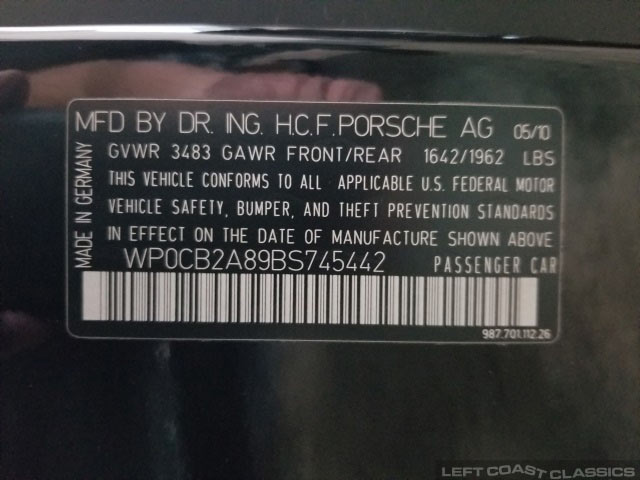 MFD BY DR. ING. H.C.F. PORSCHE AG 05/10
GVWR 3483 GAWR FRONT/REAR 1642/1962 LBS
THIS VEHICLE CONFORMS TO ALL APPLICABLE U.S. FEDERAL MOTOR
VEHICLE SAFETY, BUMPER, AND THEFT PREVENTION STANDARDS
IN EFFECT ON THE DATE OF MANUFACTURE SHOWN ABOVE
WP0CB2A89BS745442 PASSENGER CAR
MADE IN GERMANY
987.701.112.26
LEFT COAST CLASSICS